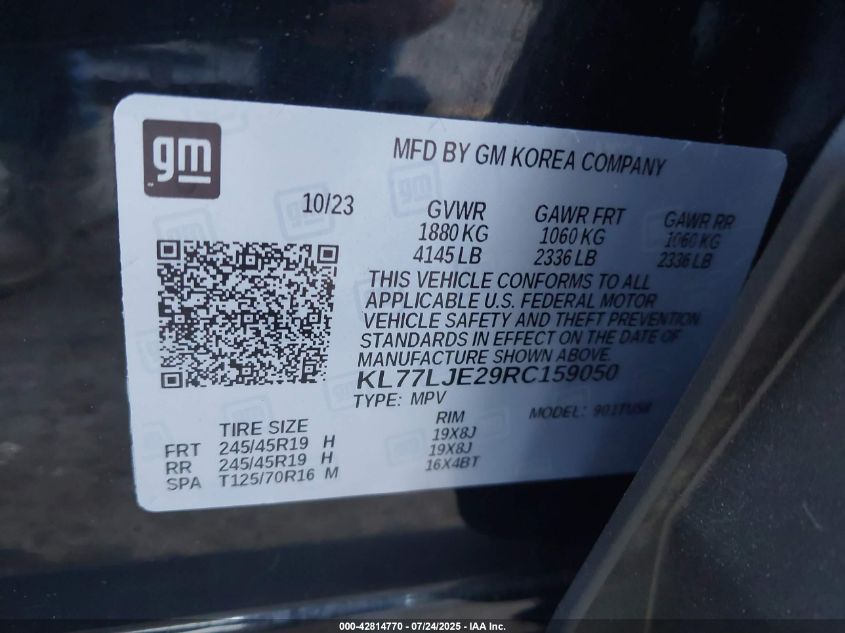 gm
MFD BY GM KOREA COMPANY
10/23
GVWR GAWR FRT GAWR RR
1880 KG 1060 KG 1060 KG
4145 LB 2336 LB 2336 LB
THIS VEHICLE CONFORMS TO ALL
APPLICABLE U.S. FEDERAL MOTOR
VEHICLE SAFETY AND THEFT PREVENTION
STANDARDS IN EFFECT ON THE DATE OF
MANUFACTURE SHOWN ABOVE.
KL77LJE29RC159050
TYPE: MPV MODEL:
TIRE SIZE RIM
FRT 245/45R19 H 19X8J
RR 245/45R19 H 19X8J
SPA T125/70R16 M 16X4BT
000-42814770 - 07/24/2025 - IAA Inc.